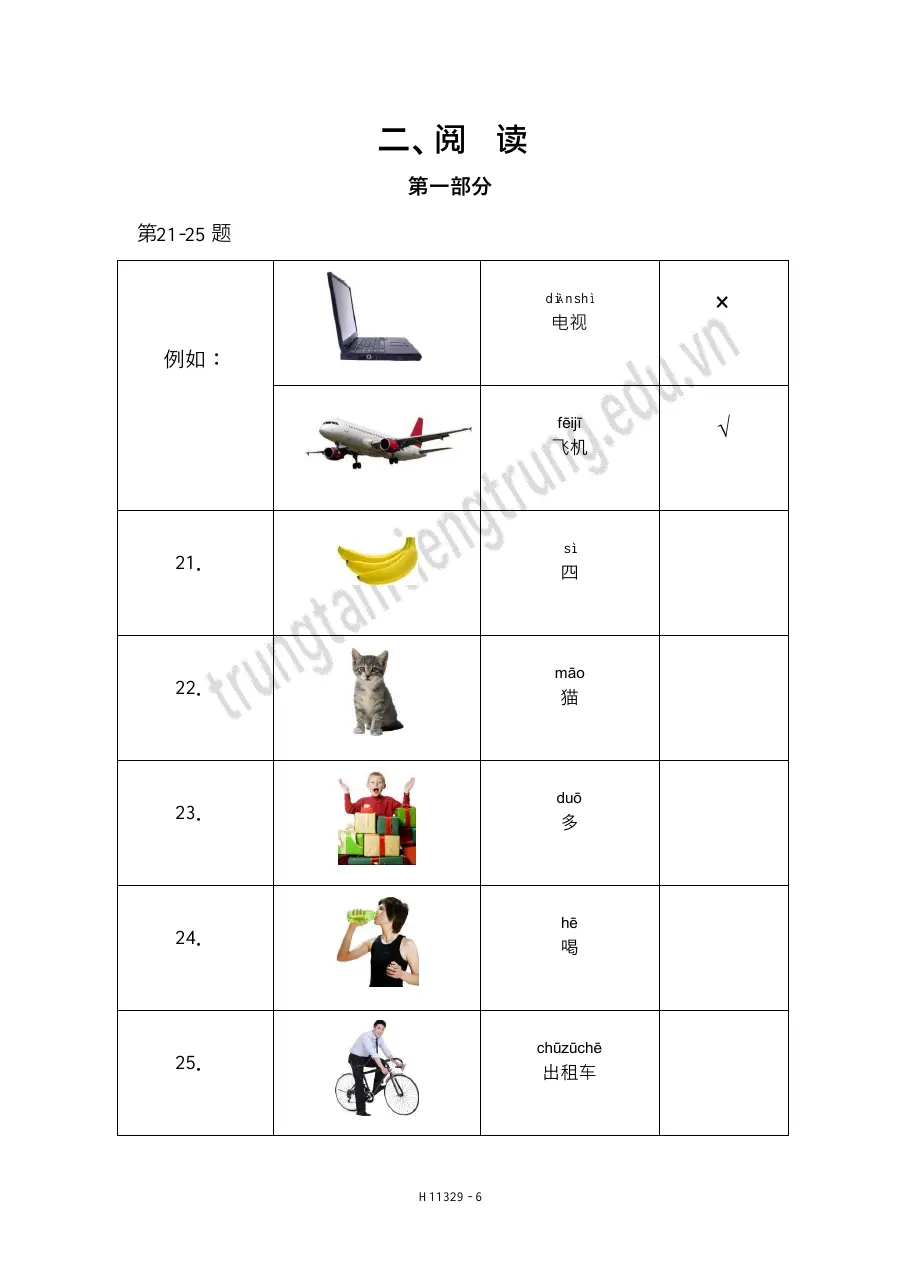 二、阅 读
第一部分
第21-25 题
例如：
diànshì
电视
×
fēijī
飞机
√
21.
sì
四
22.
māo
猫
23.
duō
多
24.
hē
喝
25.
chūzūchē
出租车
trungtamtiengtrung.edu.vn
H11329 - 6